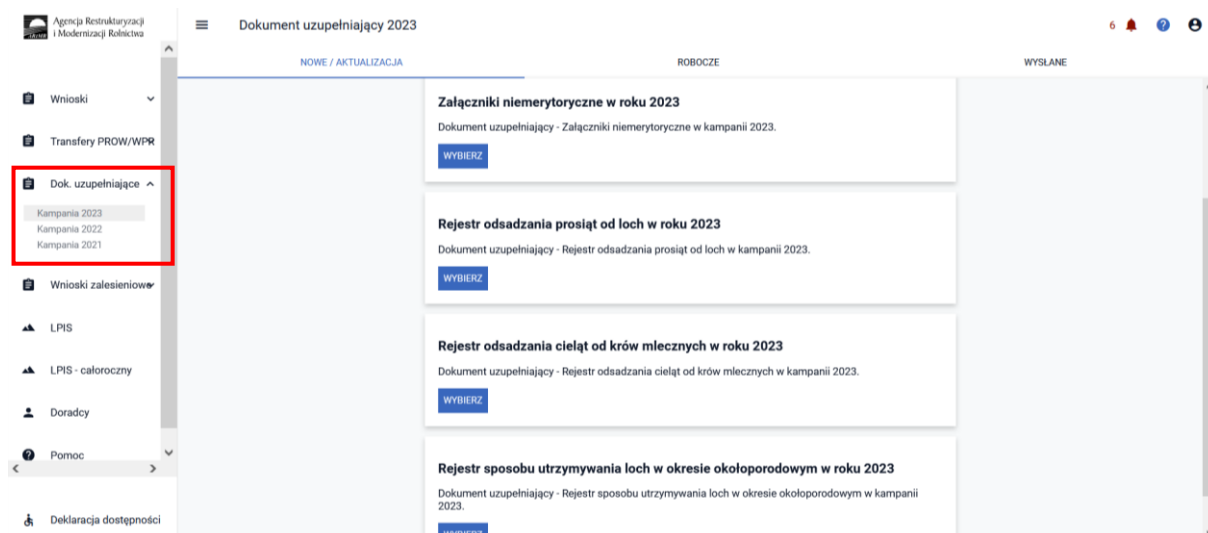 Agencja Restrukturyzacji
i Modernizacji Rolnictwa
Dokument uzupełniający 2023
6
NOWE / AKTUALIZACJA
ROBOCZE
WYSŁANE
Wnioski
Transfery PROW/WPR
Dok. uzupełniające
Kampania 2023
Kampania 2022
Kampania 2021
Wnioski zalesieniowe
LPIS
LPIS - całoroczny
Doradcy
Pomoc
Deklaracja dostępności
Załączniki niemerytoryczne w roku 2023
Dokument uzupełniający - Załączniki niemerytoryczne w kampanii 2023.
WYBIERZ
Rejestr odsadzania prosiąt od loch w roku 2023
Dokument uzupełniający - Rejestr odsadzania prosiąt od loch w kampanii 2023.
WYBIERZ
Rejestr odsadzania cieląt od krów mlecznych w roku 2023
Dokument uzupełniający - Rejestr odsadzania cieląt od krów mlecznych w kampanii 2023.
WYBIERZ
Rejestr sposobu utrzymywania loch w okresie okołoporodowym w roku 2023
Dokument uzupełniający - Rejestr sposobu utrzymywania loch w okresie okołoporodowym w kampanii
2023.
WYBIERZ